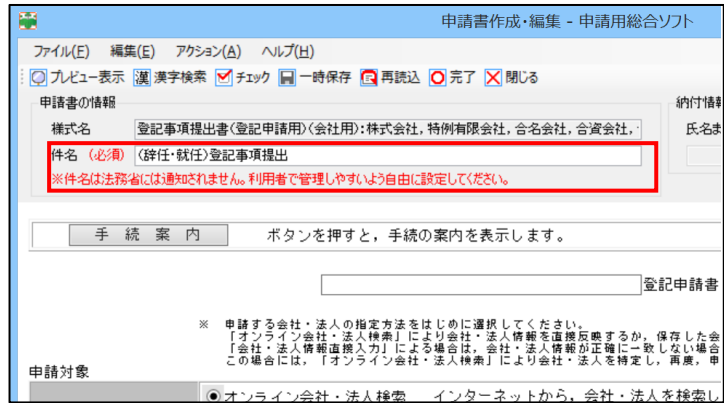 申請書作成・編集 - 申請用総合ソフト
ファイル(F) 編集(E) アクション(A) ヘルプ(H)
プレビュー表示 漢 漢字検索 チェック 一時保存 再読込 完了 閉じる
申請書の情報 納付情報
様式名 登記事項提出書(登記申請用)(会社用):株式会社, 特例有限会社, 合名会社, 合資会社, 氏名ま
件名 (必須) (辞任・就任)登記事項提出
※件名は法務省には通知されません。利用者で管理しやすいよう自由に設定してください。
手 続 案 内 ボタンを押すと,手続の案内を表示します。
登記申請書
※ 申請する会社・法人の指定方法をはじめに選択してください。
「オンライン会社・法人検索」により会社・法人情報を直接反映するか,保存した会
「会社・法人情報直接入力」による場合は,会社・法人情報が正確に一致しない場合
この場合には,「オンライン会社・法人検索」により会社・法人を特定し,再度,申
申請対象
オンライン会社・法人検索 インターネットから,会社・法人を検索し